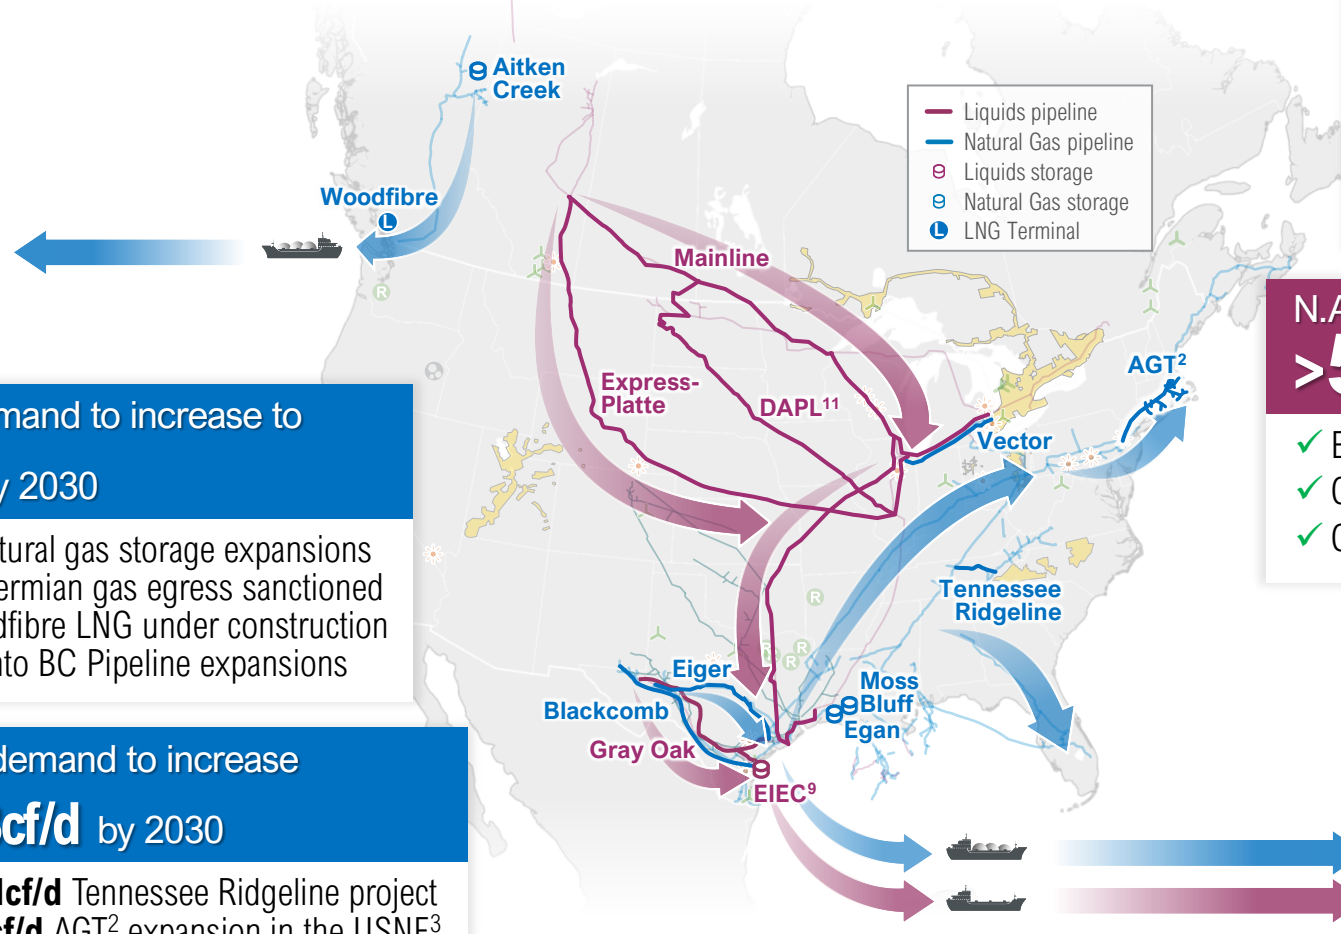 Aitken
Creek
Liquids pipeline
Natural Gas pipeline
Liquids storage
Natural Gas storage
L LNG Terminal
Woodfibre
L
Mainline
R
N.A
>5
AGT²
Express-
Platte
DAPL¹¹
Vector
mand to increase to
y 2030
tural gas storage expansions
ermian gas egress sanctioned
dfibre LNG under construction
nto BC Pipeline expansions
Tennessee
Ridgeline
R
R
R
R
Eiger
Moss
Bluff
Egan
Blackcomb
Gray Oak
EIEC⁹
demand to increase
cf/d by 2030
cf/d Tennessee Ridgeline project
f/d AGT² expansion in the USNE³